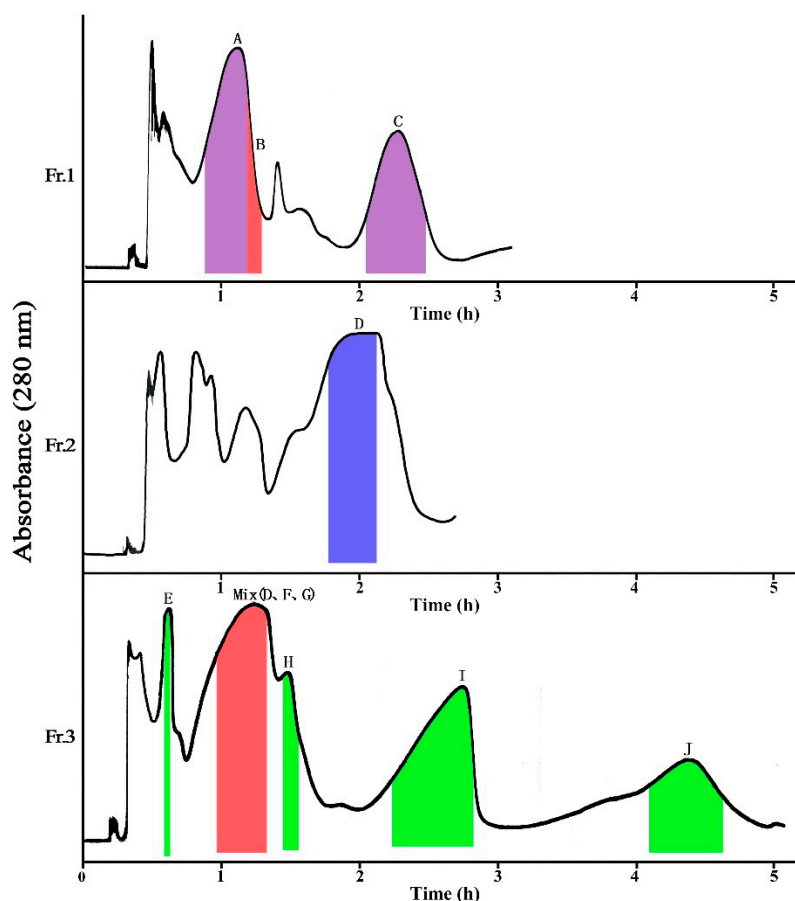 A
B
C
Fr.1
1 2 3 4 5
Time (h)
D
Fr.2
Absorbance (280 nm)
1 2 3 4 5
Time (h)
E
Mix(D、F、G)
H
I
J
Fr.3
0 1 2 3 4 5
Time (h)